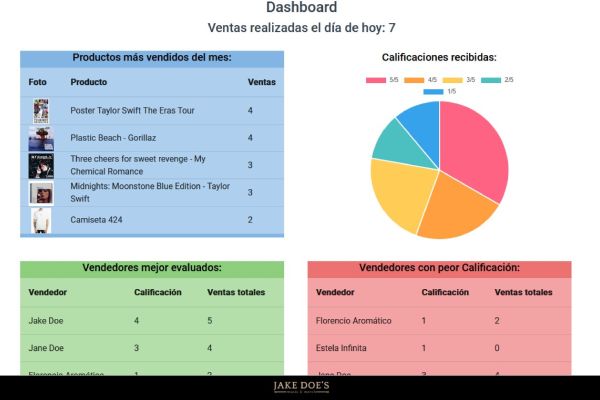 Dashboard
Ventas realizadas el día de hoy: 7
Productos más vendidos del mes:
Foto Producto Ventas
Poster Taylor Swift The Eras Tour 4
Plastic Beach - Gorillaz 4
Three cheers for sweet revenge - My
Chemical Romance 3
Midnights: Moonstone Blue Edition - Taylor
Swift 3
Camiseta 424 2
Calificaciones recibidas:
5/5 4/5 3/5 2/5
1/5
Vendedores mejor evaluados:
Vendedor Calificación Ventas totales
Jake Doe 4 5
Jane Doe 3 4
Florencio Aromático 1 2
Vendedores con peor Calificación:
Vendedor Calificación Ventas totales
Florencio Aromático 1 2
Estela Infinita 1 0
Jane Doe 3 4
JAKE DOE'S